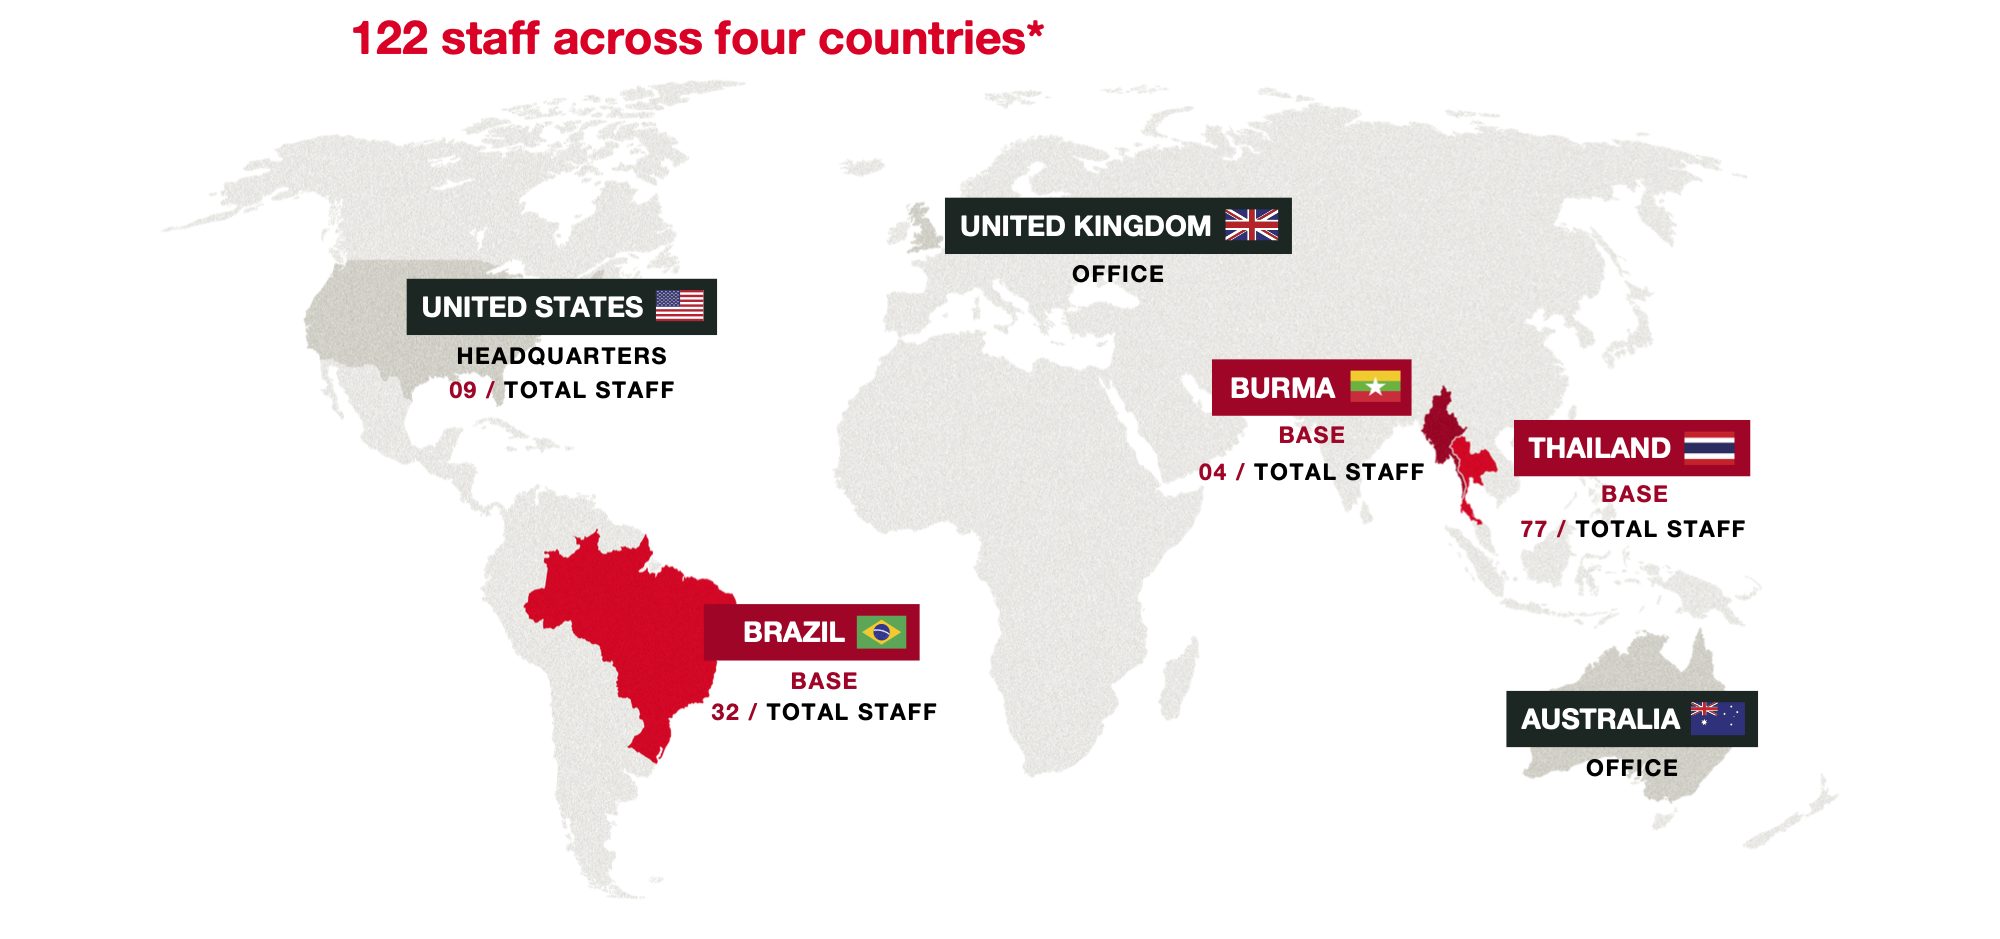 122 staff across four countries*
UNITED KINGDOM
OFFICE
UNITED STATES
HEADQUARTERS
09 / TOTAL STAFF
BURMA
BASE
04 / TOTAL STAFF
THAILAND
BASE
77 / TOTAL STAFF
BRAZIL
BASE
32 / TOTAL STAFF
AUSTRALIA
OFFICE